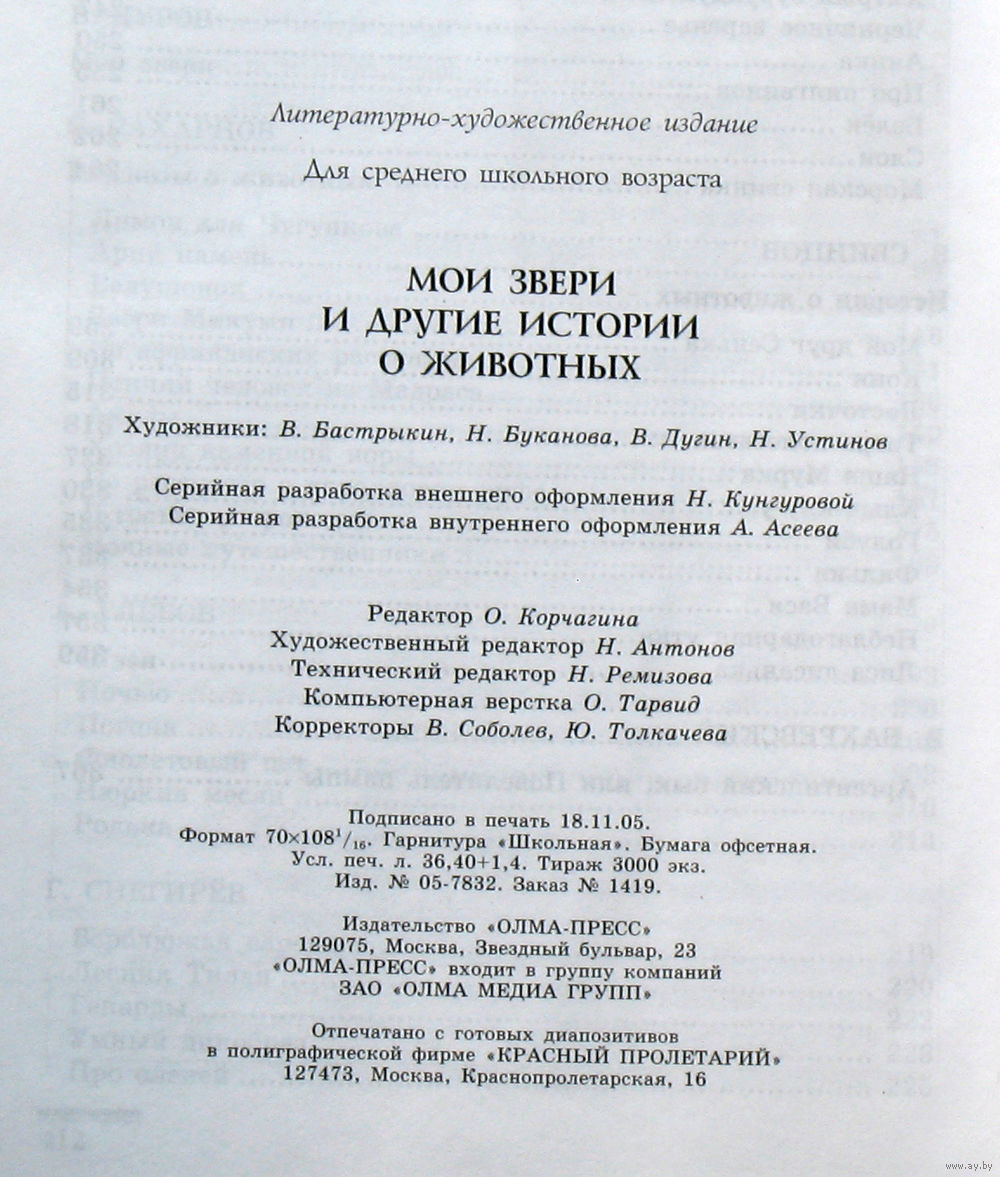 Литературно-художественное издание
Для среднего школьного возраста
МОИ ЗВЕРИ
И ДРУГИЕ ИСТОРИИ
О ЖИВОТНЫХ
Художники: В. Бастрыкин, Н. Буканова, В. Дугин, Н. Устинов
Серийная разработка внешнего оформления Н. Кунгуровой
Серийная разработка внутреннего оформления А. Асеева
Редактор О. Корчагина
Художественный редактор Н. Антонов
Технический редактор Н. Ремизова
Компьютерная верстка О. Тарвид
Корректоры В. Соболев, Ю. Толкачева
Подписано в печать 18.11.05.
Формат 70×108¹/₁₆. Гарнитура «Школьная». Бумага офсетная.
Усл. печ. л. 36,40+1,4. Тираж 3000 экз.
Изд. № 05-7832. Заказ № 1419.
Издательство «ОЛМА-ПРЕСС»
129075, Москва, Звездный бульвар, 23
«ОЛМА-ПРЕСС» входит в группу компаний
ЗАО «ОЛМА МЕДИА ГРУПП»
Отпечатано с готовых диапозитивов
в полиграфической фирме «КРАСНЫЙ ПРОЛЕТАРИЙ»
127473, Москва, Краснопролетарская, 16
www.ay.by